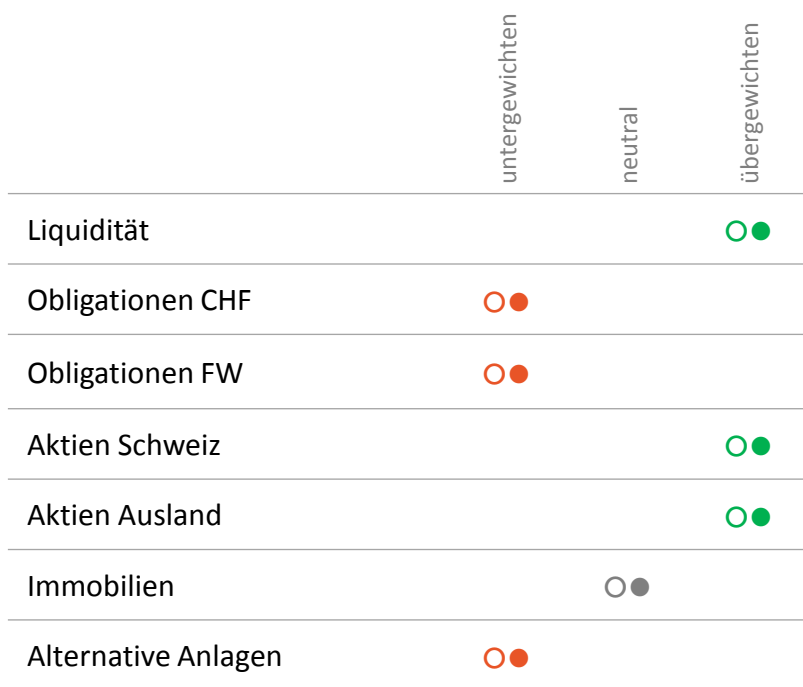 untergewichten
neutral
übergewichten
Liquidität
Obligationen CHF
Obligationen FW
Aktien Schweiz
Aktien Ausland
Immobilien
Alternative Anlagen